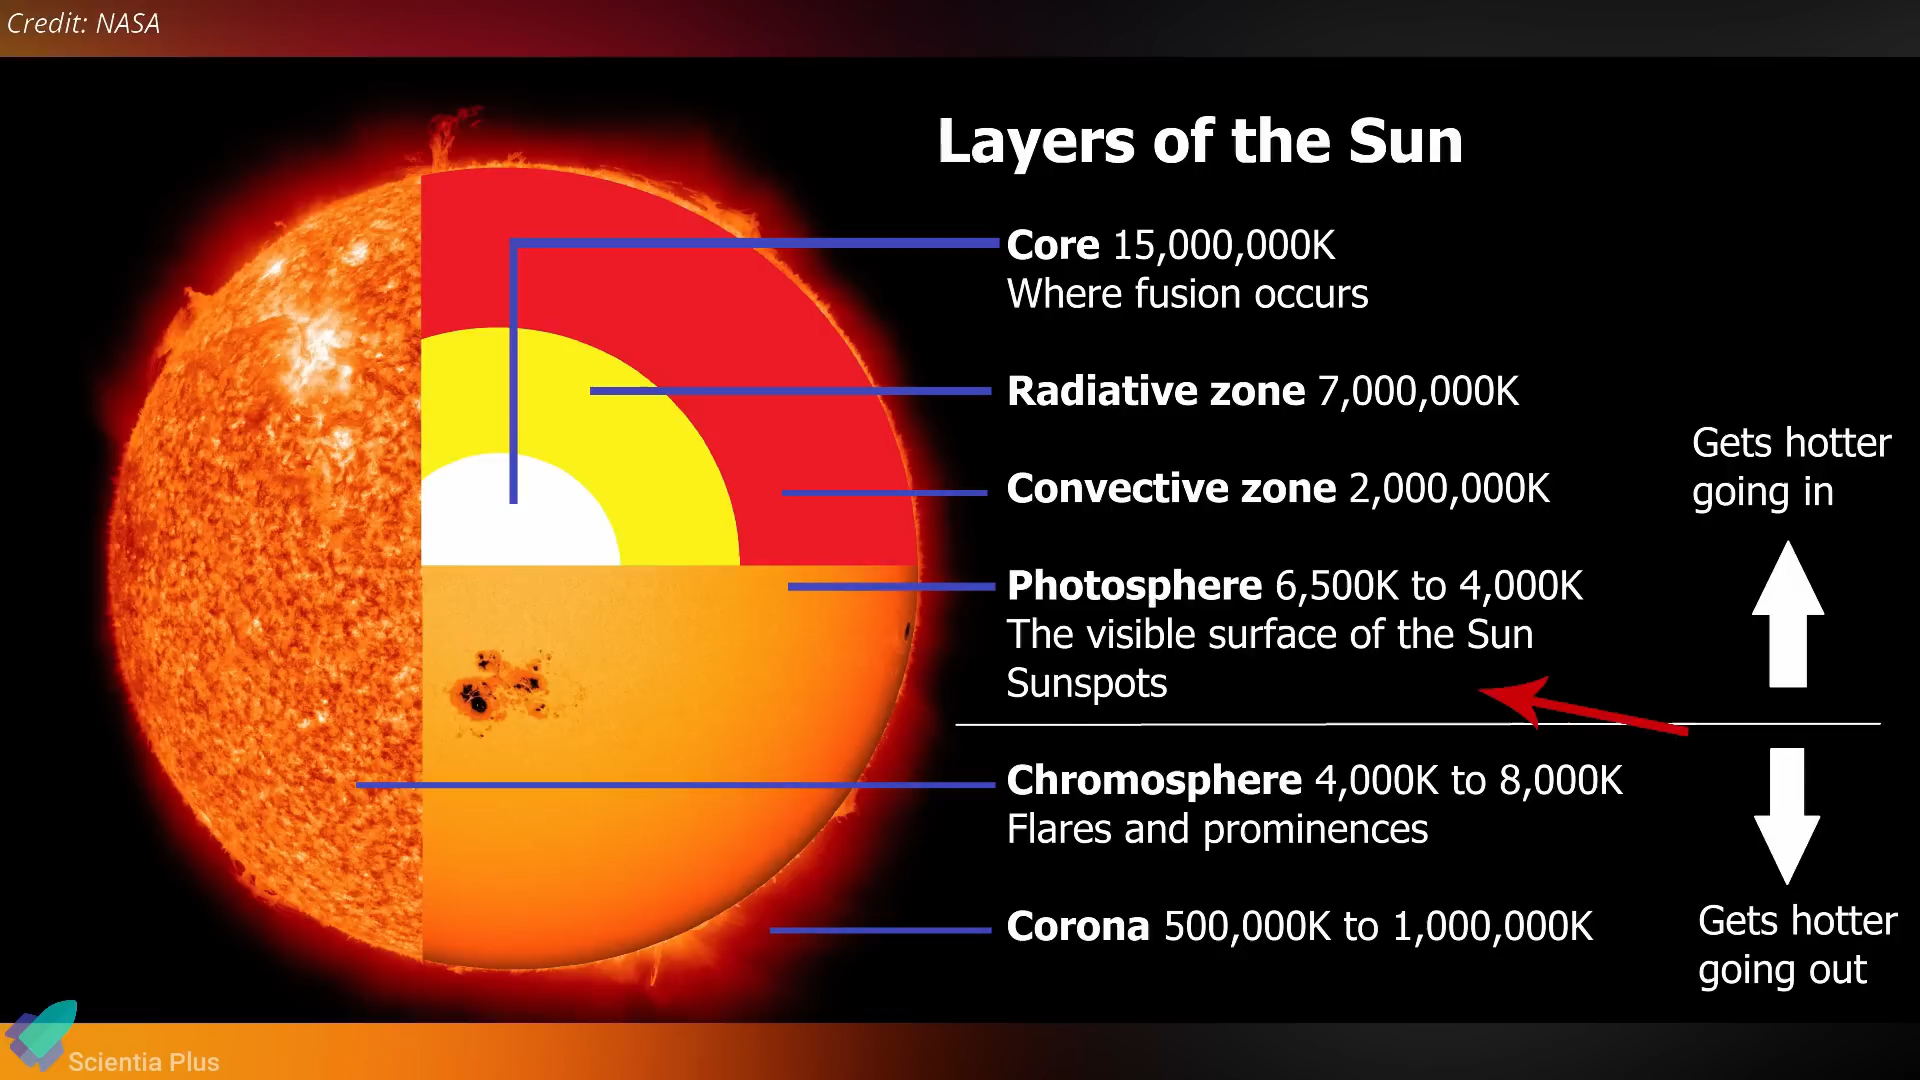 Credit: NASA
Layers of the Sun
Core 15,000,000K
Where fusion occurs
Radiative zone 7,000,000K
Convective zone 2,000,000K
Photosphere 6,500K to 4,000K
The visible surface of the Sun
Sunspots
Chromosphere 4,000K to 8,000K
Flares and prominences
Corona 500,000K to 1,000,000K
Gets hotter
going in
Gets hotter
going out
Scientia Plus